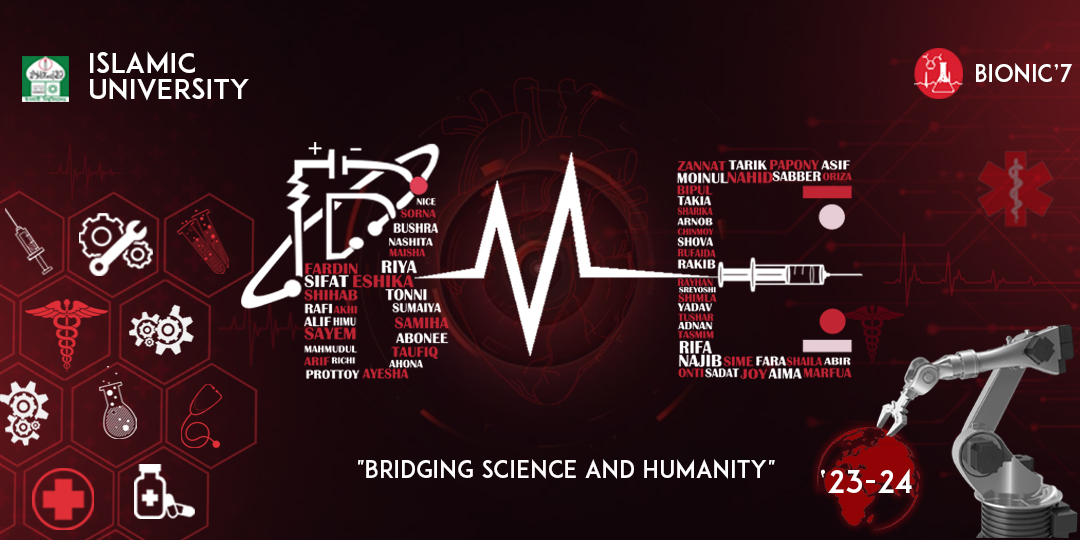 ISLAMIC
UNIVERSITY
BIONIC'7
+ −
NICE
SORNA
BUSHRA
NASHITA
MAISHA
FARDIN RIYA
SIFAT ESHIKA
SHIHAB TONNI
RAFI AKHI SUMAIYA
ALIF HIMU SAMIHA
SAYEM ABONEE
MAHMUDUL TAUFIQ
ARIF RICHI AHONA
PROTTOY AYESHA
ZANNAT TARIK PAPONY ASIF
MOINUL NAHID SABBER ORIZA
BIPUL
TAKIA
SHARIKA
ARNOB
CHINMOY
SHOVA
RUFAIDA
RAKIB
RAYHAN
SREYOSHI
SHIMLA
YADAV
TUSHAR
ADNAN
TASMIM
RIFA
NAJIB SIME FARA SHAILA ABIR
ONTI SADAT JOY AIMA MARFUA
"BRIDGING SCIENCE AND HUMANITY"
'23-24